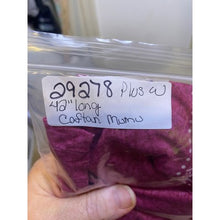 29278 Plus W
42" long
Caftan Mumu